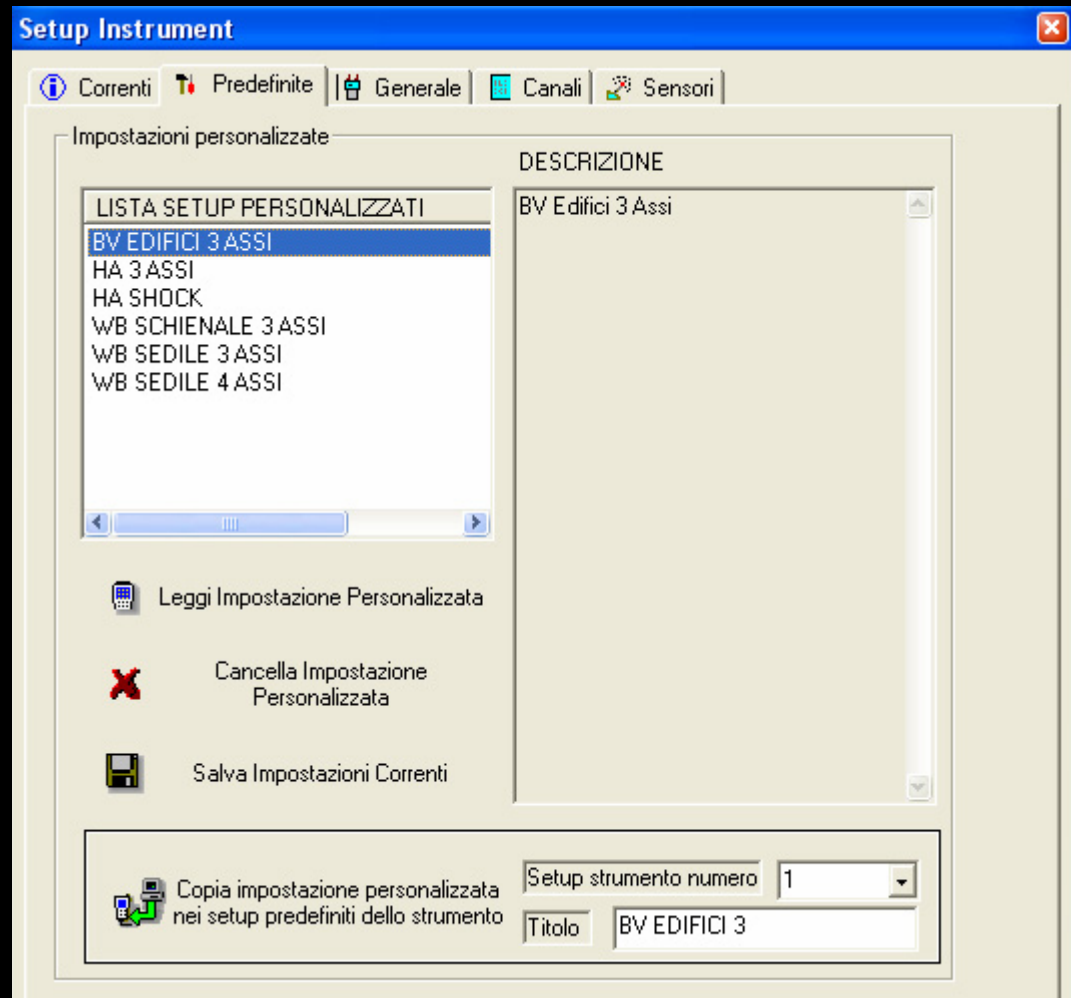 Setup Instrument
Correnti Predefinite Generale Canali Sensori
Impostazioni personalizzate
DESCRIZIONE
LISTA SETUP PERSONALIZZATI
BV Edifici 3 Assi
BV EDIFICI 3 ASSI
HA 3 ASSI
HA SHOCK
WB SCHIENALE 3 ASSI
WB SEDILE 3 ASSI
WB SEDILE 4 ASSI
Leggi Impostazione Personalizzata
Cancella Impostazione
Personalizzata
Salva Impostazioni Correnti
Copia impostazione personalizzata
nei setup predefiniti dello strumento
Setup strumento numero 1
Titolo BV EDIFICI 3